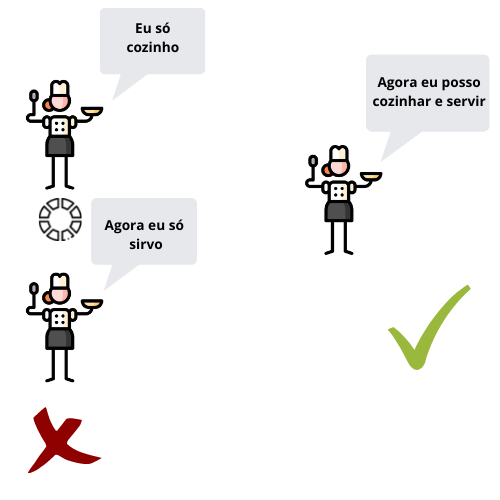 Eu só
cozinho
Agora eu posso
cozinhar e servir
Agora eu só
sirvo